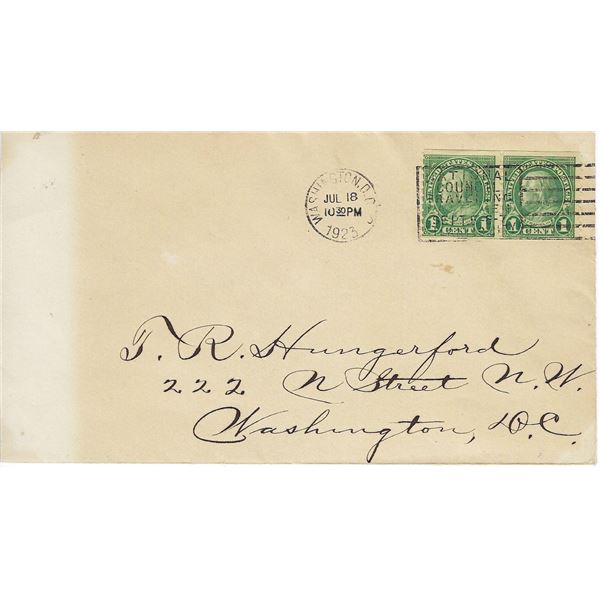 WASHINGTON, D.C.
JUL 18
10 30 PM
1923
UNITED STATES POSTAGE
1 CENT 1
UNITED STATES POSTAGE
1 CENT 1
T. R. Hungerford
222 N Street N. W.
Washington, D.C.